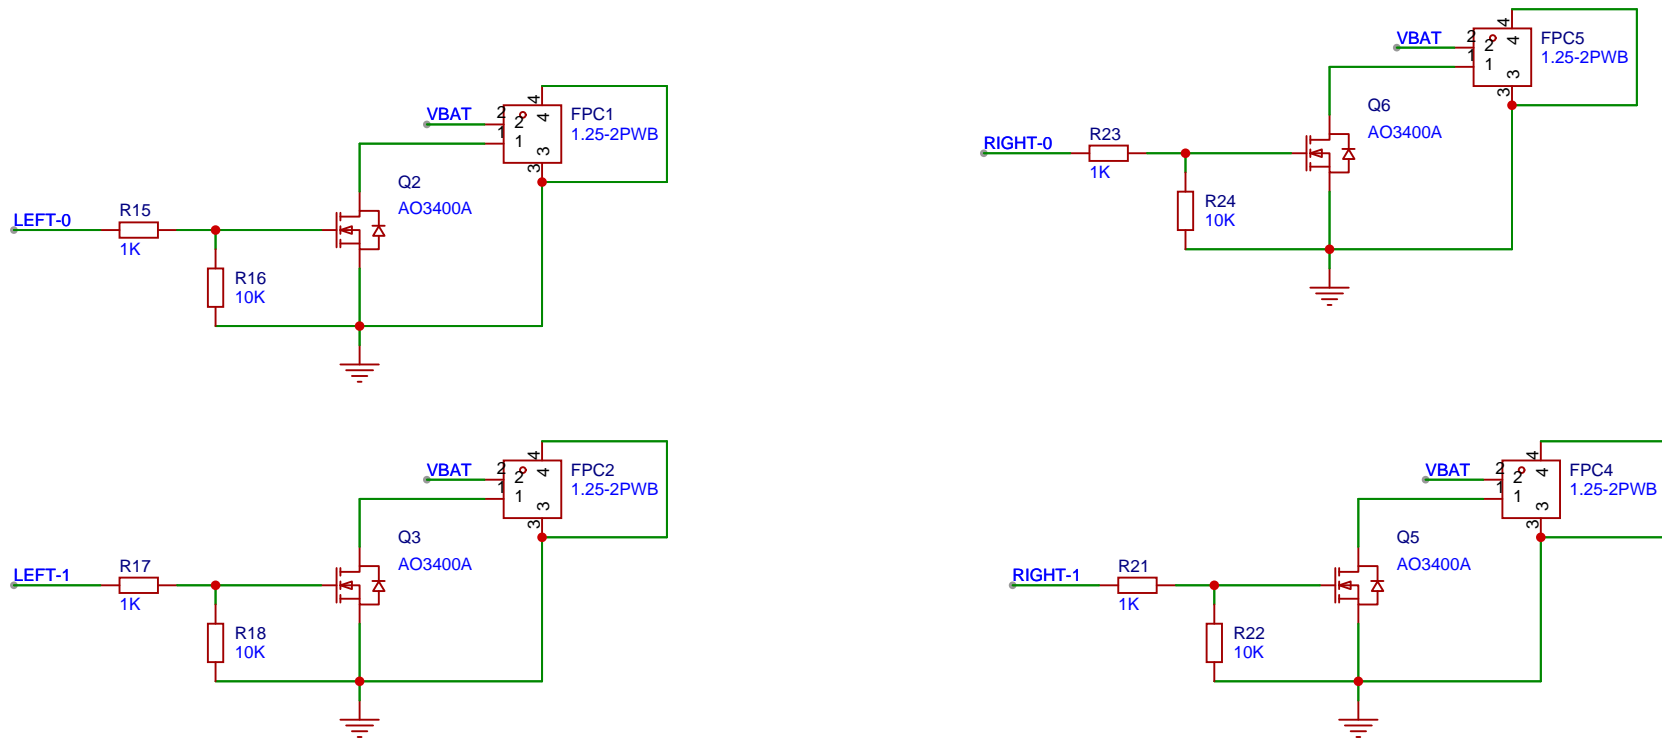 VBAT
2
1
2
1
4
4
3
3
FPC1
1.25-2PWB
Q2
AO3400A
LEFT-0
R15
1K
R16
10K
VBAT
2
1
2
1
4
4
3
3
FPC5
1.25-2PWB
Q6
AO3400A
RIGHT-0
R23
1K
R24
10K
VBAT
2
1
2
1
4
4
3
3
FPC2
1.25-2PWB
Q3
AO3400A
LEFT-1
R17
1K
R18
10K
VBAT
2
1
2
1
4
4
3
3
FPC4
1.25-2PWB
Q5
AO3400A
RIGHT-1
R21
1K
R22
10K